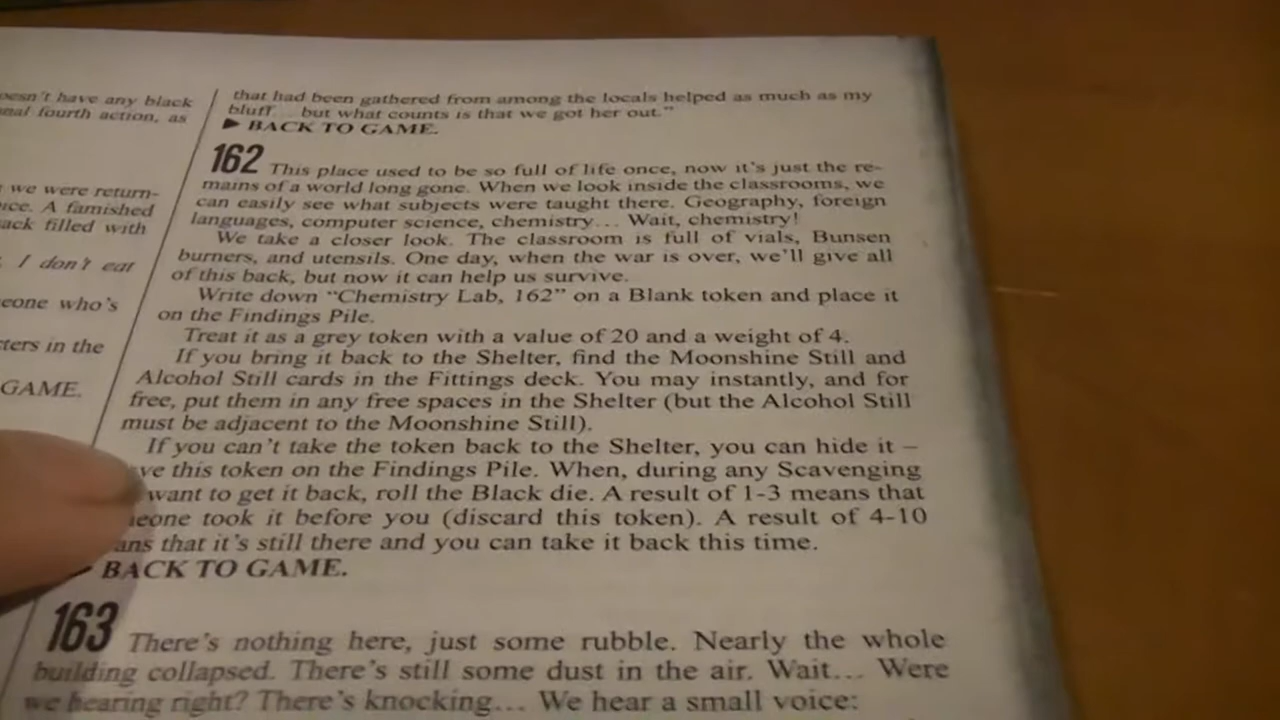 oesn't have any black
nal fourth action, as
we were return-
A famished
ack filled with
I don't eat
eone who's
ters in the
GAME.
that had been gathered from among the locals helped as much as my
bluff... but what counts is that we got her out."
► BACK TO GAME.
162 This place used to be so full of life once, now it's just the re-
mains of a world long gone. When we look inside the classrooms, we
can easily see what subjects were taught there. Geography, foreign
languages, computer science, chemistry... Wait, chemistry!
We take a closer look. The classroom is full of vials, Bunsen
burners, and utensils. One day, when the war is over, we'll give all
of this back, but now it can help us survive.
Write down "Chemistry Lab, 162" on a Blank token and place it
on the Findings Pile.
Treat it as a grey token with a value of 20 and a weight of 4.
If you bring it back to the Shelter, find the Moonshine Still and
Alcohol Still cards in the Fittings deck. You may instantly, and for
free, put them in any free spaces in the Shelter (but the Alcohol Still
must be adjacent to the Moonshine Still).
If you can't take the token back to the Shelter, you can hide it –
ve this token on the Findings Pile. When, during any Scavenging
want to get it back, roll the Black die. A result of 1-3 means that
eone took it before you (discard this token). A result of 4-10
ans that it's still there and you can take it back this time.
BACK TO GAME.
163 There's nothing here, just some rubble. Nearly the whole
building collapsed. There's still some dust in the air. Wait... Were
we hearing right? There's knocking... We hear a small voice: